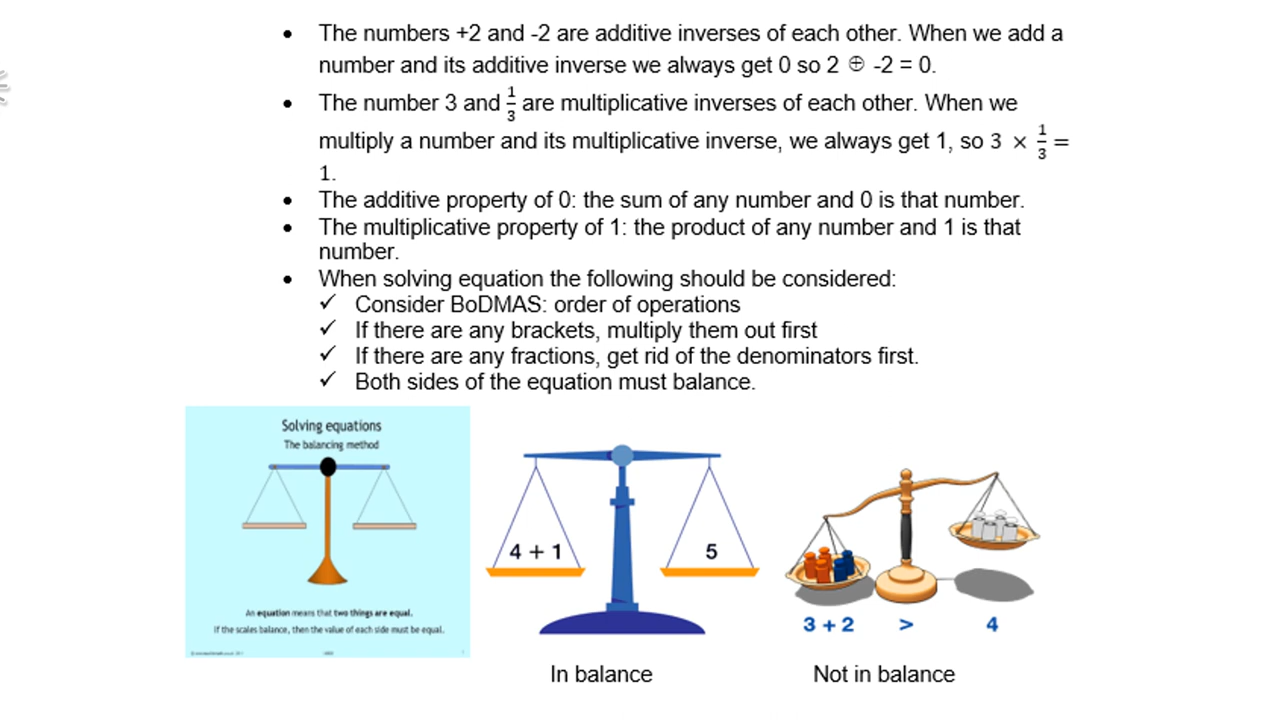 • The numbers +2 and -2 are additive inverses of each other. When we add a
number and its additive inverse we always get 0 so 2 ⊕ -2 = 0.
• The number 3 and 1/3 are multiplicative inverses of each other. When we
multiply a number and its multiplicative inverse, we always get 1, so 3 × 1/3 =
1.
• The additive property of 0: the sum of any number and 0 is that number.
• The multiplicative property of 1: the product of any number and 1 is that
number.
• When solving equation the following should be considered:
✓ Consider BoDMAS: order of operations
✓ If there are any brackets, multiply them out first
✓ If there are any fractions, get rid of the denominators first.
✓ Both sides of the equation must balance.
Solving equations
The balancing method
An equation means that two things are equal.
If the scales balance, then the value of each side must be equal.
4 + 1
5
3 + 2 > 4
In balance
Not in balance